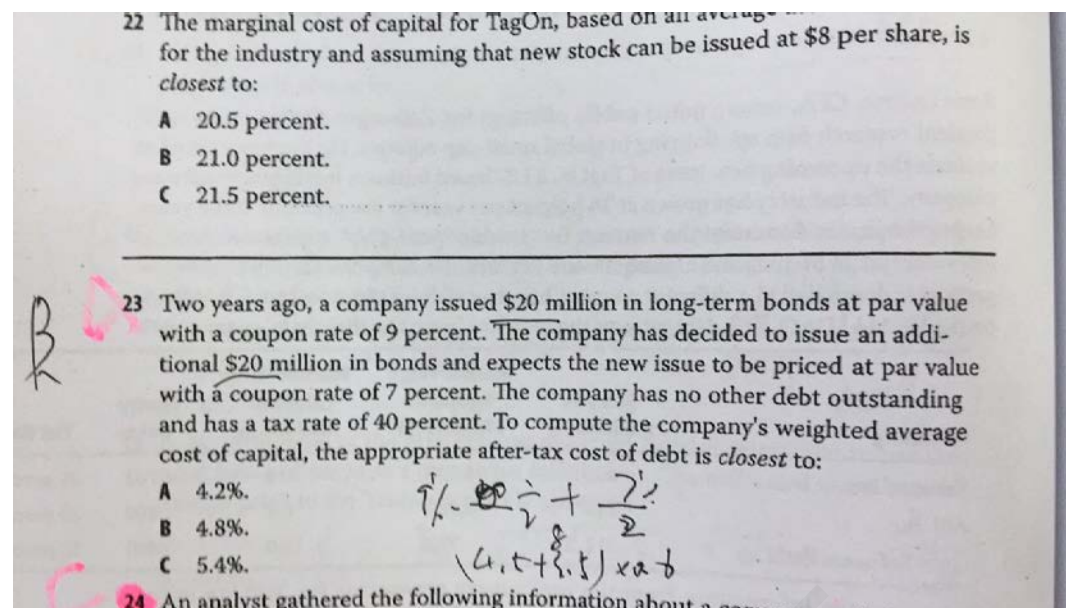 22 The marginal cost of capital for TagOn, based on an average
for the industry and assuming that new stock can be issued at $8 per share, is
closest to:
A 20.5 percent.
B 21.0 percent.
C 21.5 percent.
B
23 Two years ago, a company issued $20 million in long-term bonds at par value
with a coupon rate of 9 percent. The company has decided to issue an addi-
tional $20 million in bonds and expects the new issue to be priced at par value
with a coupon rate of 7 percent. The company has no other debt outstanding
and has a tax rate of 40 percent. To compute the company's weighted average
cost of capital, the appropriate after-tax cost of debt is closest to:
A 4.2%.
B 4.8%.
C 5.4%.
24 An analyst gathered the following information about a